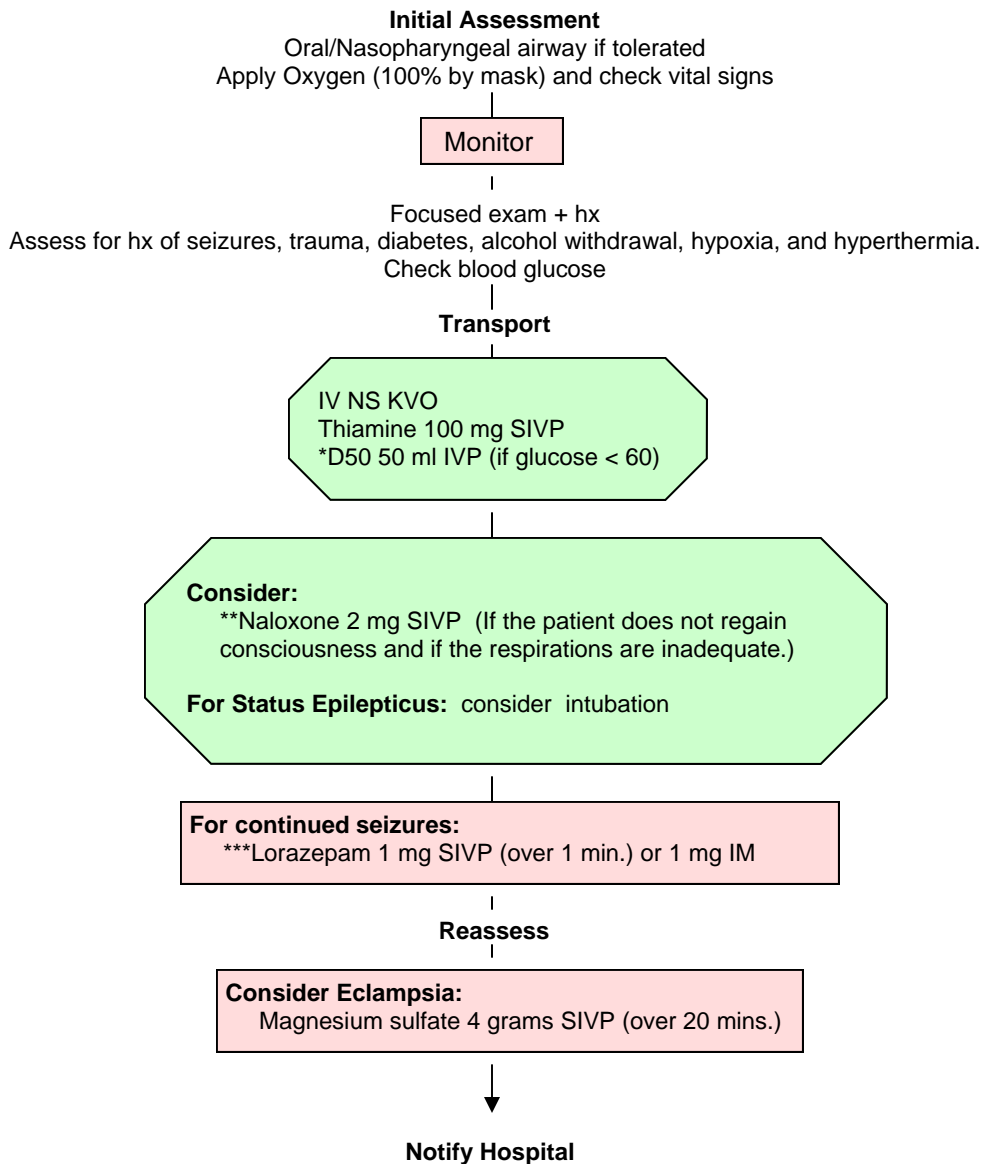 Initial Assessment
Oral/Nasopharyngeal airway if tolerated
Apply Oxygen (100% by mask) and check vital signs
Monitor
Focused exam + hx
Assess for hx of seizures, trauma, diabetes, alcohol withdrawal, hypoxia, and hyperthermia.
Check blood glucose
Transport
IV NS KVO
Thiamine 100 mg SIVP
*D50 50 ml IVP (if glucose < 60)
Consider:
**Naloxone 2 mg SIVP (If the patient does not regain
consciousness and if the respirations are inadequate.)
For Status Epilepticus: consider intubation
For continued seizures:
***Lorazepam 1 mg SIVP (over 1 min.) or 1 mg IM
Reassess
Consider Eclampsia:
Magnesium sulfate 4 grams SIVP (over 20 mins.)
Notify Hospital